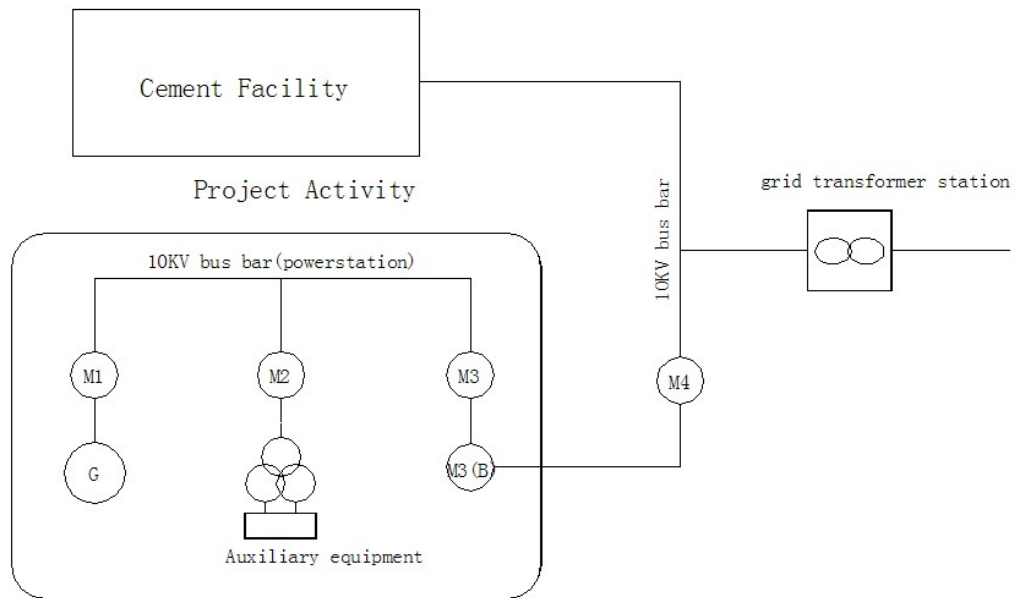 Cement Facility
Project Activity
grid transformer station
10KV bus bar
10KV bus bar(powerstation)
M1
M2
M3
M4
G
M3(B)
Auxiliary equipment